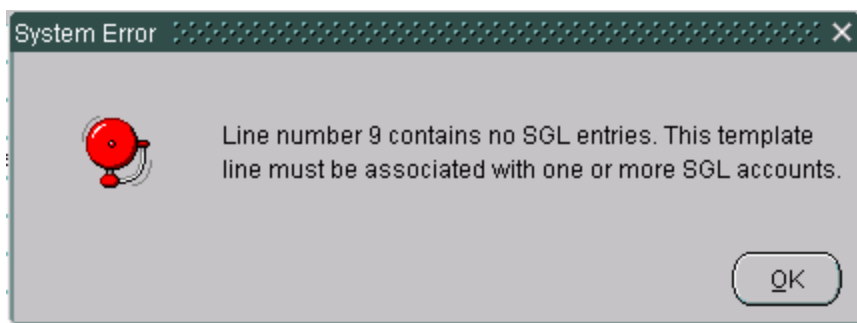 System Error
Line number 9 contains no SGL entries. This template
line must be associated with one or more SGL accounts.
OK